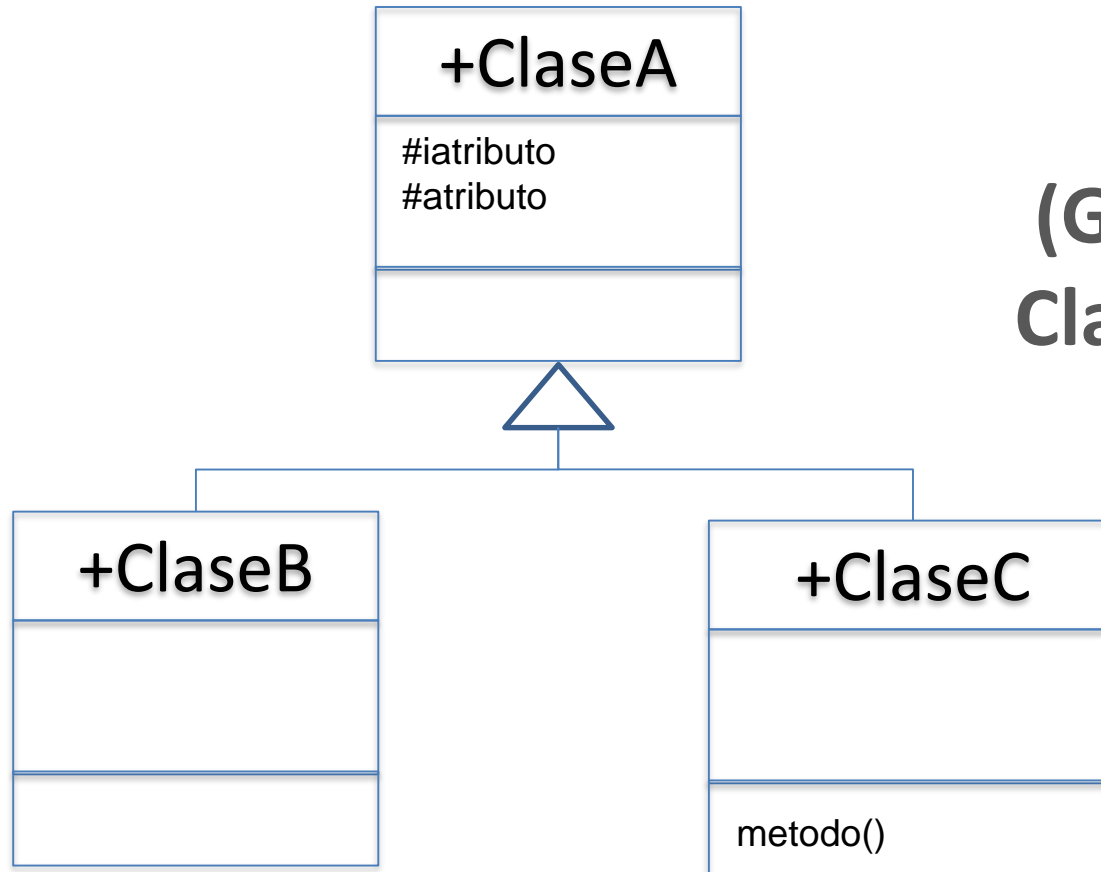 +ClaseA
#iatributo
#atributo
+ClaseB
+ClaseC
metodo()